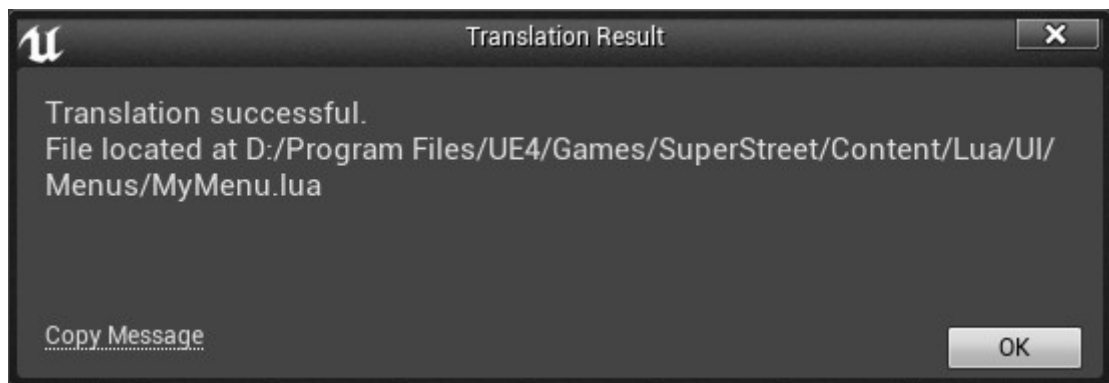 Translation Result
Translation successful.
File located at D:/Program Files/UE4/Games/SuperStreet/Content/Lua/UI/
Menus/MyMenu.lua
Copy Message
OK